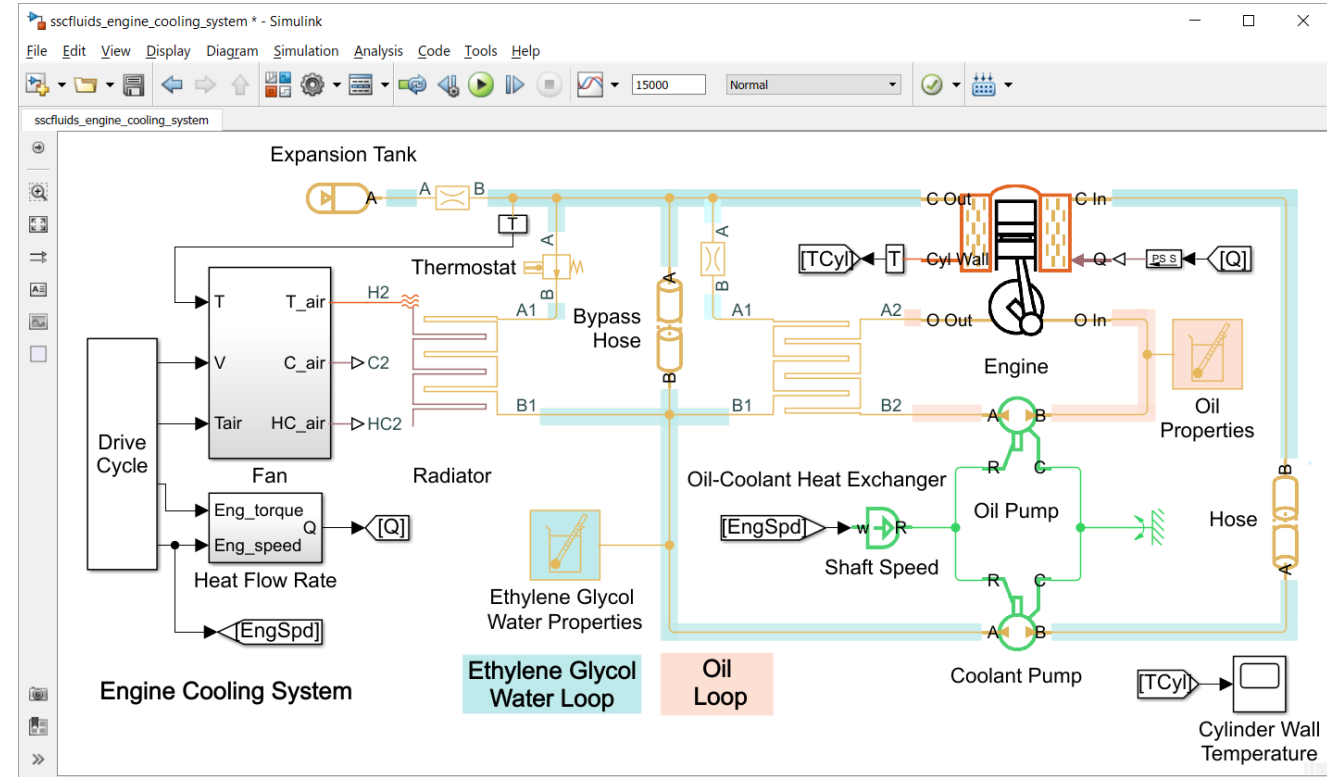 sscfluids_engine_cooling_system * - Simulink
File Edit View Display Diagram Simulation Analysis Code Tools Help
15000 Normal
sscfluids_engine_cooling_system
Expansion Tank
A
A B
T
A
Thermostat
B
A
Bypass
Hose
B
A
B
C Out
C In
[TCyl]
T
Cyl Wall
Q
PS S
[Q]
O Out
O In
Engine
T
V
Tair
T_air
C_air
HC_air
Fan
H2
C2
HC2
A1
B1
Radiator
A1
B1
A2
B2
Oil-Coolant Heat Exchanger
Oil
Properties
A B
R C
Oil Pump
Drive
Cycle
Eng_torque
Eng_speed
Q
[Q]
Heat Flow Rate
[EngSpd]
[EngSpd]
w R
Shaft Speed
B
Hose
A
Ethylene Glycol
Water Properties
R C
A B
Coolant Pump
Engine Cooling System
Ethylene Glycol
Water Loop
Oil
Loop
[TCyl]
Cylinder Wall
Temperature